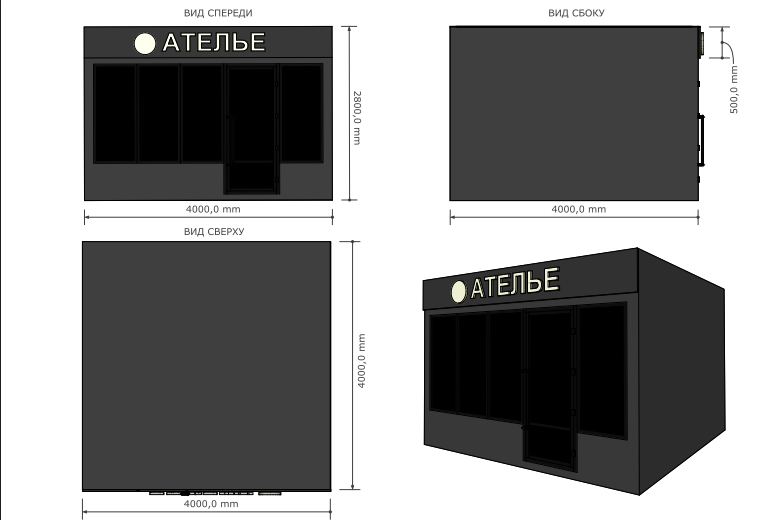 ВИД СПЕРЕДИ
АТЕЛЬЕ
2800,0 mm
4000,0 mm
ВИД СБОКУ
500,0 mm
4000,0 mm
ВИД СВЕРХУ
4000,0 mm
4000,0 mm
АТЕЛЬЕ